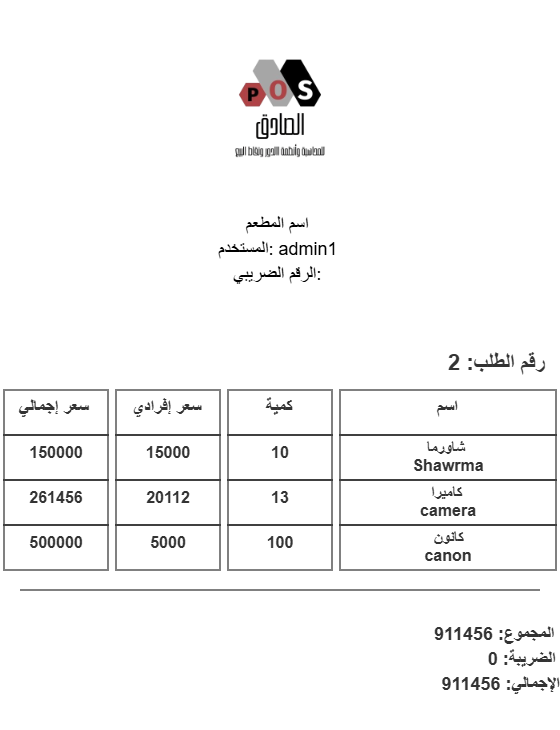 POS
الصادق
للمحاسبة وأنظمة الاجور ونقاط البيع
اسم المطعم
المستخدم: admin1
الرقم الضريبي:
رقم الطلب: 2
اسم كمية سعر إفرادي سعر إجمالي
شاورما
Shawrma 10 15000 150000
كاميرا
camera 13 20112 261456
كانون
canon 100 5000 500000
المجموع: 911456
الضريبة: 0
الإجمالي: 911456